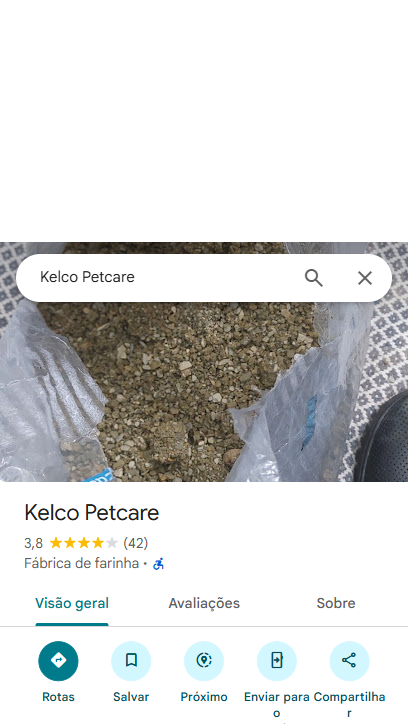 Kelco Petcare
Kelco Petcare
3,8 (42)
Fábrica de farinha •
Visão geral Avaliações Sobre
Rotas Salvar Próximo Enviar para Compartilha
o r